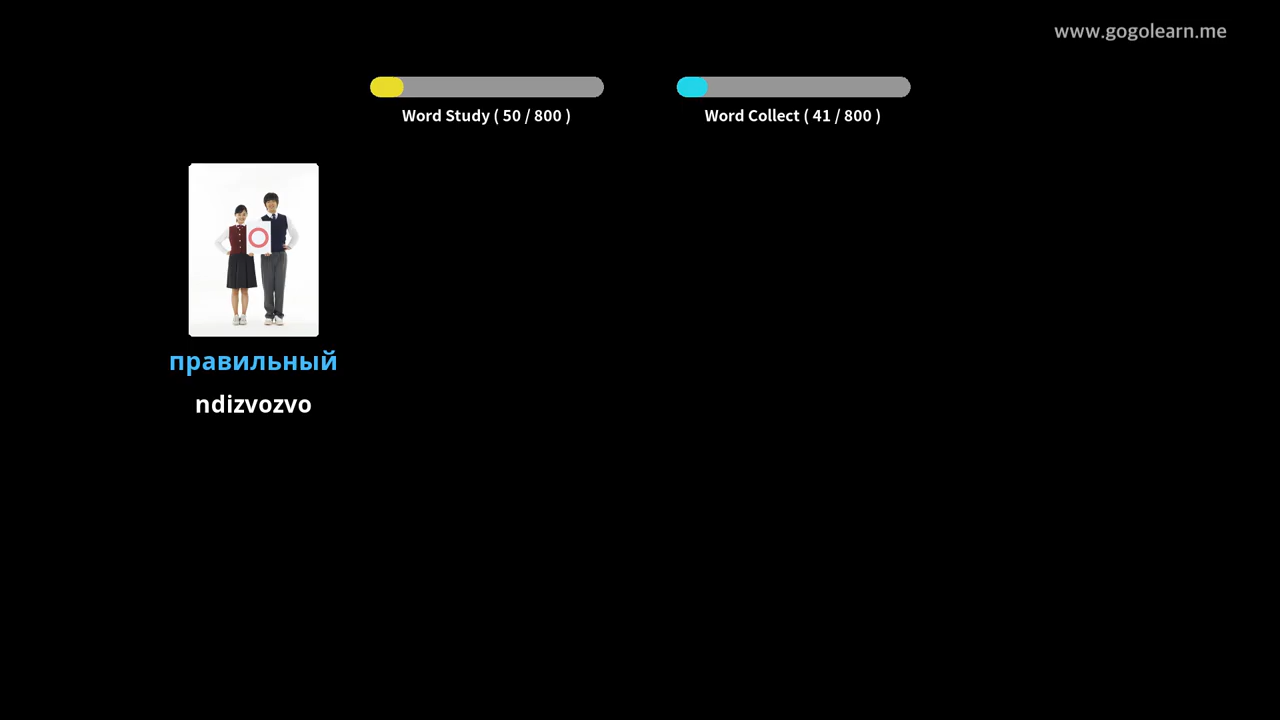 www.gogolearn.me
Word Study ( 50 / 800 )
Word Collect ( 41 / 800 )
правильный
ndizvozvo